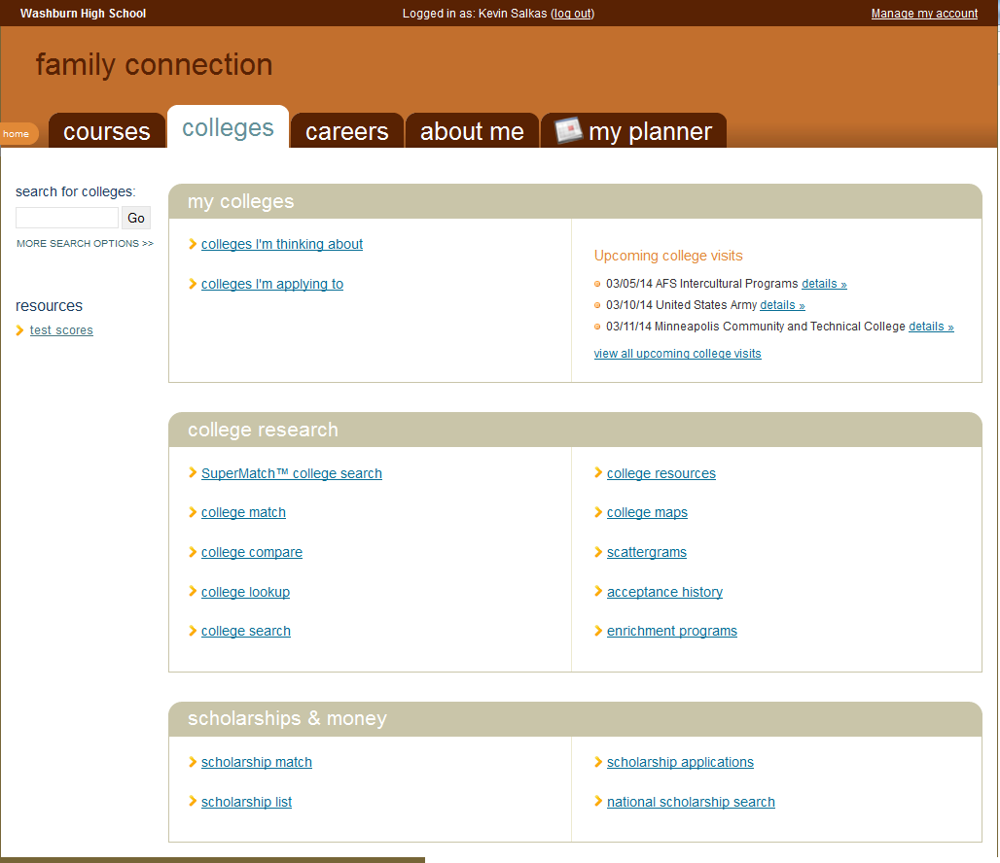 Washburn High School
Logged in as: Kevin Salkas (log out)
Manage my account
family connection
home
courses
colleges
careers
about me
my planner
search for colleges:
Go
MORE SEARCH OPTIONS >>
resources
test scores
my colleges
colleges I'm thinking about
colleges I'm applying to
Upcoming college visits
03/05/14 AFS Intercultural Programs details »
03/10/14 United States Army details »
03/11/14 Minneapolis Community and Technical College details »
view all upcoming college visits
college research
SuperMatch™ college search
college match
college compare
college lookup
college search
college resources
college maps
scattergrams
acceptance history
enrichment programs
scholarships & money
scholarship match
scholarship list
scholarship applications
national scholarship search